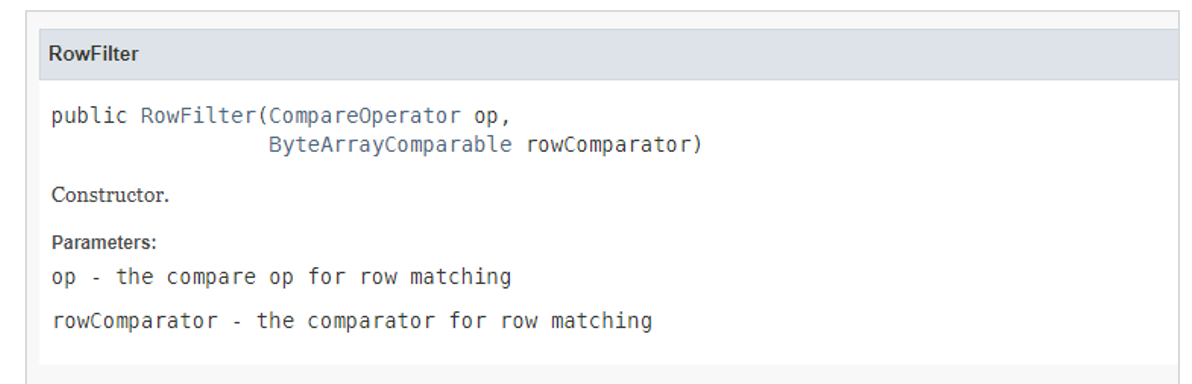 RowFilter
public RowFilter(CompareOperator op,
ByteArrayComparable rowComparator)
Constructor.
Parameters:
op - the compare op for row matching
rowComparator - the comparator for row matching